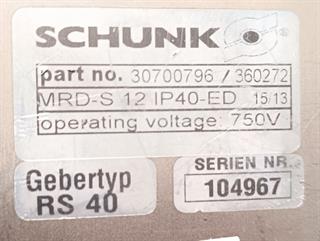 SCHUNK
part no. 30700796 / 360272
MRD-S 12 IP40-ED 15/13
operating voltage: 750V
Gebertyp
RS 40
SERIEN NR.
104967